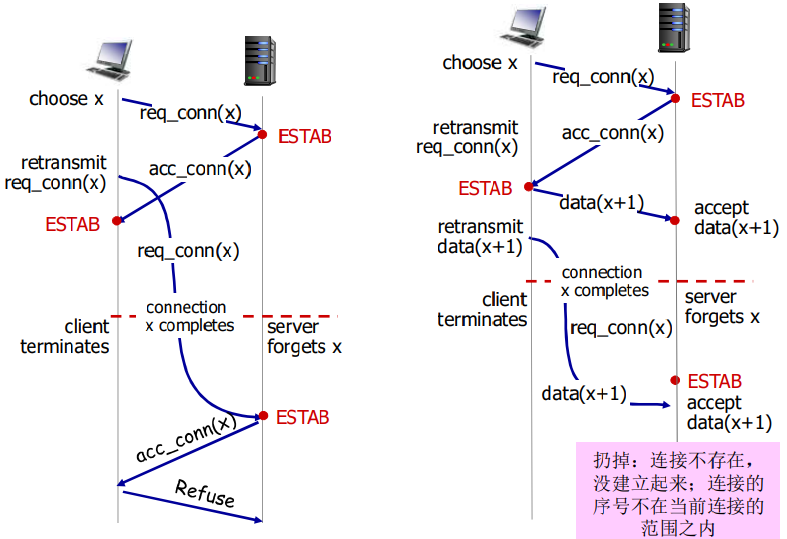 choose x
req_conn(x)
ESTAB
retransmit
req_conn(x)
acc_conn(x)
ESTAB
req_conn(x)
connection
x completes
client
terminates
server
forgets x
ESTAB
acc_conn(x)
Refuse
choose x
req_conn(x)
ESTAB
retransmit
req_conn(x)
acc_conn(x)
ESTAB
data(x+1)
accept
data(x+1)
retransmit
data(x+1)
connection
x completes
client
terminates
server
forgets x
req_conn(x)
ESTAB
data(x+1)
accept
data(x+1)
扔掉：连接不存在，
没建立起来；连接的
序号不在当前连接的
范围之内